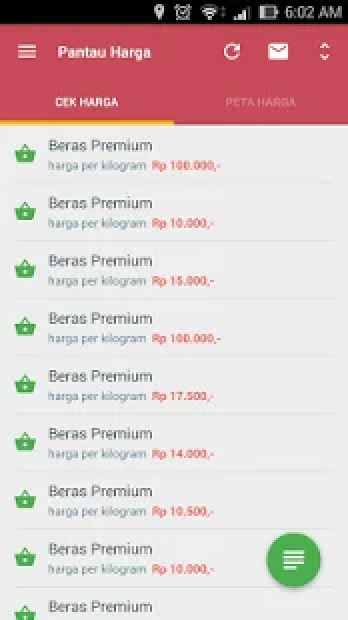 6:02 AM
Pantau Harga
CEK HARGA
PETA HARGA
Beras Premium
harga per kilogram Rp 100.000,-
Beras Premium
harga per kilogram Rp 10.000,-
Beras Premium
harga per kilogram Rp 15.000,-
Beras Premium
harga per kilogram Rp 100.000,-
Beras Premium
harga per kilogram Rp 17.500,-
Beras Premium
harga per kilogram Rp 14.000,-
Beras Premium
harga per kilogram Rp 10.500,-
Beras Premium
harga per kilogram Rp 10.000,-
Beras Premium